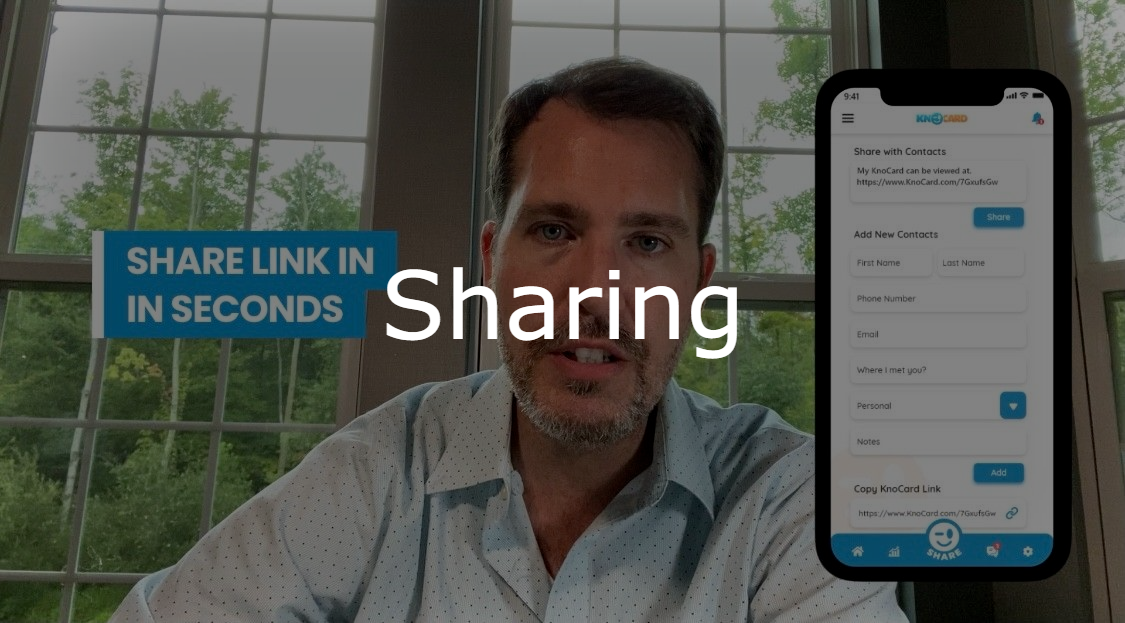 SHARE LINK IN
IN SECONDS
Sharing
9:41
KNOCARD
Share with Contacts
My KnoCard can be viewed at.
https://www.KnoCard.com/7GxufsGw
Share
Add New Contacts
First Name
Last Name
Phone Number
Email
Where i met you?
Personal
Notes
Add
Copy KnoCard Link
https://www.KnoCard.com/7GxufsGw
SHARE